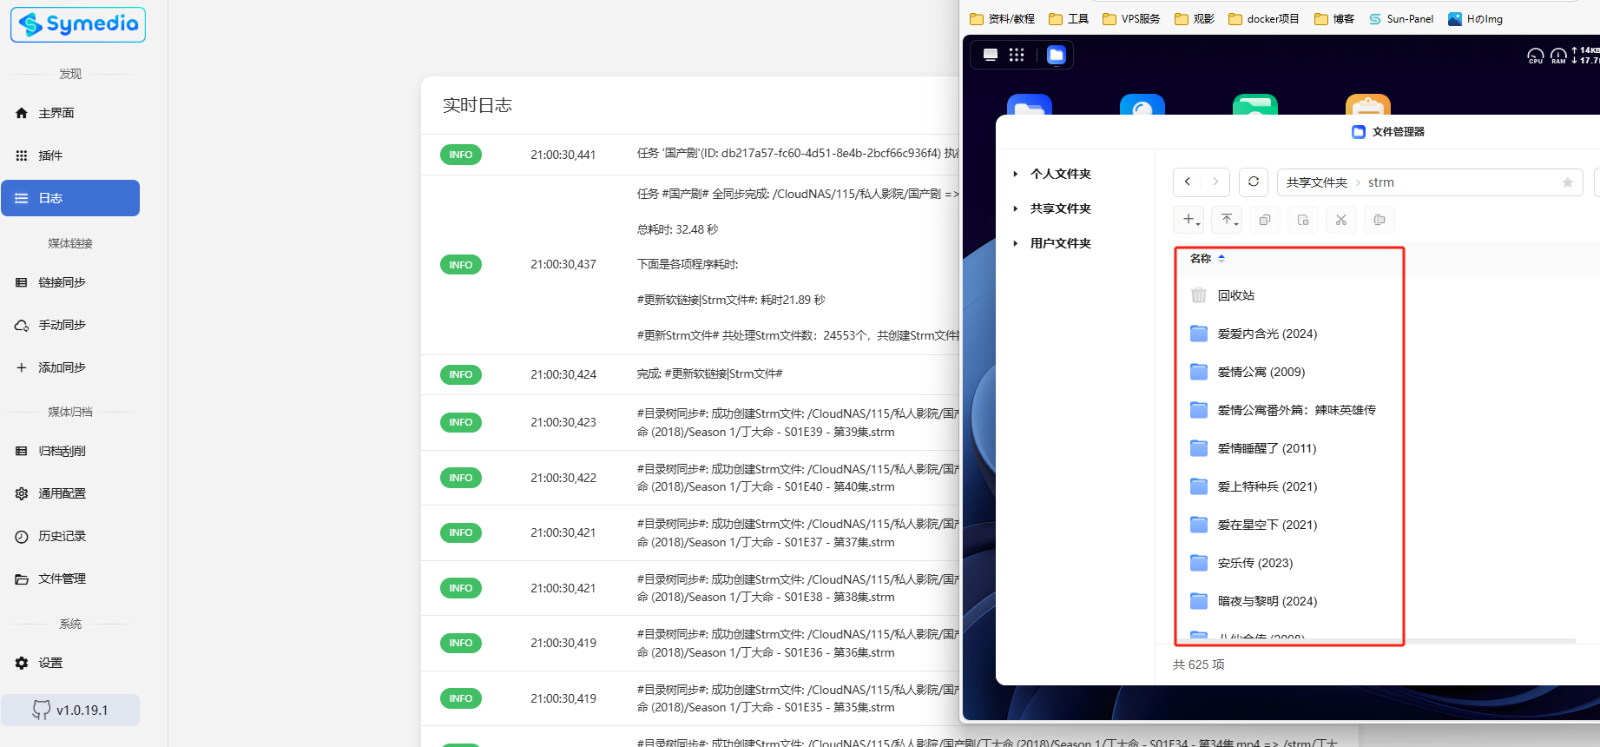 Symedia
发现
主界面
插件
日志
媒体链接
链接同步
手动同步
添加同步
媒体归档
归档刮削
通用配置
历史记录
文件管理
系统
设置
v1.0.19.1
实时日志
INFO 21:00:30,441 任务 '国产剧'(ID: db217a57-fc60-4d51-8e4b-2bcf66c936f4) 执行
INFO 21:00:30,437 任务 #国产剧# 全同步完成: /CloudNAS/115/私人影院/国产剧 =>
总耗时: 32.48 秒
下面是各项程序耗时:
#更新软链接|Strm文件#: 耗时21.89 秒
#更新Strm文件# 共处理Strm文件数：24553个，共创建Strm文件
INFO 21:00:30,424 完成: #更新软链接|Strm文件#
INFO 21:00:30,423 #目录树同步#: 成功创建Strm文件: /CloudNAS/115/私人影院/国产
命 (2018)/Season 1/丁大命 - S01E39 - 第39集.strm
INFO 21:00:30,422 #目录树同步#: 成功创建Strm文件: /CloudNAS/115/私人影院/国产
命 (2018)/Season 1/丁大命 - S01E40 - 第40集.strm
INFO 21:00:30,421 #目录树同步#: 成功创建Strm文件: /CloudNAS/115/私人影院/国产
命 (2018)/Season 1/丁大命 - S01E37 - 第37集.strm
INFO 21:00:30,421 #目录树同步#: 成功创建Strm文件: /CloudNAS/115/私人影院/国产
命 (2018)/Season 1/丁大命 - S01E38 - 第38集.strm
INFO 21:00:30,419 #目录树同步#: 成功创建Strm文件: /CloudNAS/115/私人影院/国产
命 (2018)/Season 1/丁大命 - S01E36 - 第36集.strm
INFO 21:00:30,419 #目录树同步#: 成功创建Strm文件: /CloudNAS/115/私人影院/国产
命 (2018)/Season 1/丁大命 - S01E35 - 第35集.strm
#目录树同步#: 成功创建Strm文件: /CloudNAS/115/私人影院/国产剧/丁大命 (2018)/Season 1/丁大命 - S01E34 - 第34集.mp4 => /strm/丁大
资料/教程 工具 VPS服务 观影 docker项目 博客 Sun-Panel HのImg
CPU RAM
文件管理器
个人文件夹
共享文件夹
用户文件夹
共享文件夹 › strm
名称
回收站
爱爱内含光 (2024)
爱情公寓 (2009)
爱情公寓番外篇：辣味英雄传
爱情睡醒了 (2011)
爱上特种兵 (2021)
爱在星空下 (2021)
安乐传 (2023)
暗夜与黎明 (2024)
八仙全传 (2008)
共 625 项